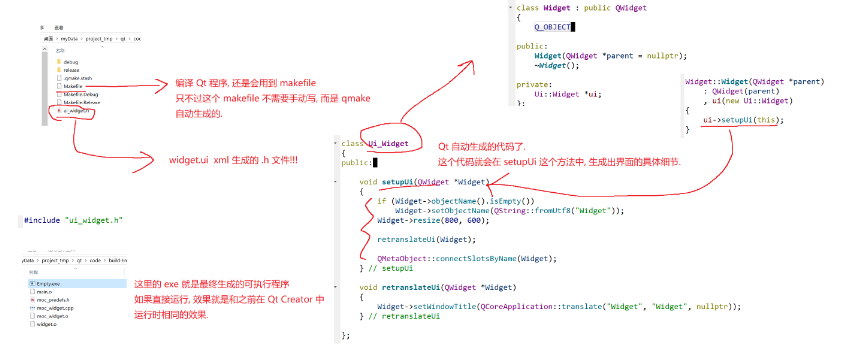 查看
myData > project_tmp > qt > coc
名称
debug
release
.qmake.stash
Makefile
Makefile.Debug
Makefile.Release
ui_widget.h
编译 Qt 程序, 还是会用到 makefile
只不过这个 makefile 不需要手动写, 而是 qmake
自动生成的.
widget.ui xml 生成的 .h 文件!!!
#include "ui_widget.h"
yData > project_tmp > qt > code > build-sn
名称
Empty.exe
main.o
moc_predefs.h
moc_widget.cpp
moc_widget.o
widget.o
这里的 exe 就是最终生成的可执行程序
如果直接运行, 效果就是和之前在 Qt Creator 中
运行时相同的效果.
class Widget : public QWidget
{
Q_OBJECT
public:
Widget(QWidget *parent = nullptr);
~Widget();
private:
Ui::Widget *ui;
};
Widget::Widget(QWidget *parent)
: QWidget(parent)
, ui(new Ui::Widget)
{
ui->setupUi(this);
}
Qt 自动生成的代码了.
这个代码就会在 setupUi 这个方法中, 生成出界面的具体细节.
class Ui_Widget
{
public:
void setupUi(QWidget *Widget)
{
if (Widget->objectName().isEmpty())
Widget->setObjectName(QString::fromUtf8("Widget"));
Widget->resize(800, 600);
retranslateUi(Widget);
QMetaObject::connectSlotsByName(Widget);
} // setupUi
void retranslateUi(QWidget *Widget)
{
Widget->setWindowTitle(QCoreApplication::translate("Widget", "Widget", nullptr));
} // retranslateUi
};